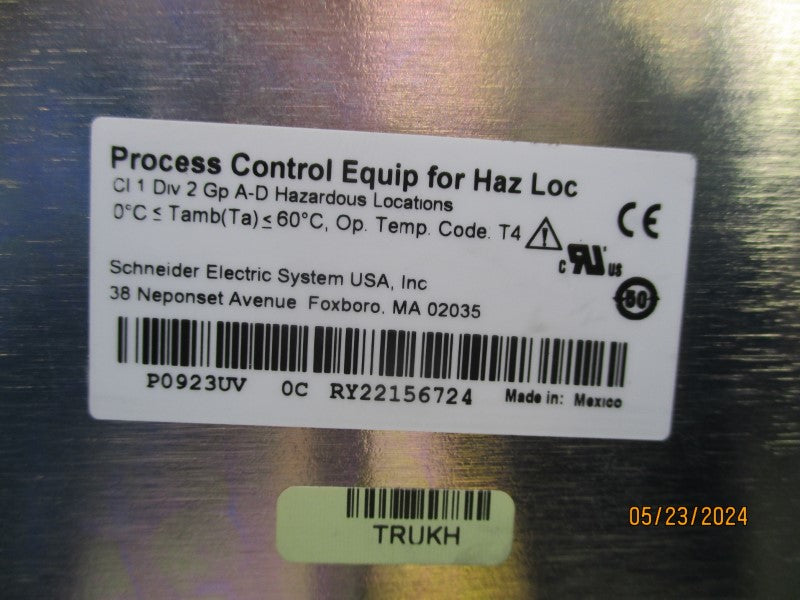 Process Control Equip for Haz Loc
Cl 1 Div 2 Gp A-D Hazardous Locations
0°C ≤ Tamb(Ta) ≤ 60°C, Op. Temp. Code. T4
CE
c RU us
50
Schneider Electric System USA, Inc
38 Neponset Avenue Foxboro, MA 02035
P0923UV 0C RY22156724 Made in: Mexico
TRUKH
05/23/2024